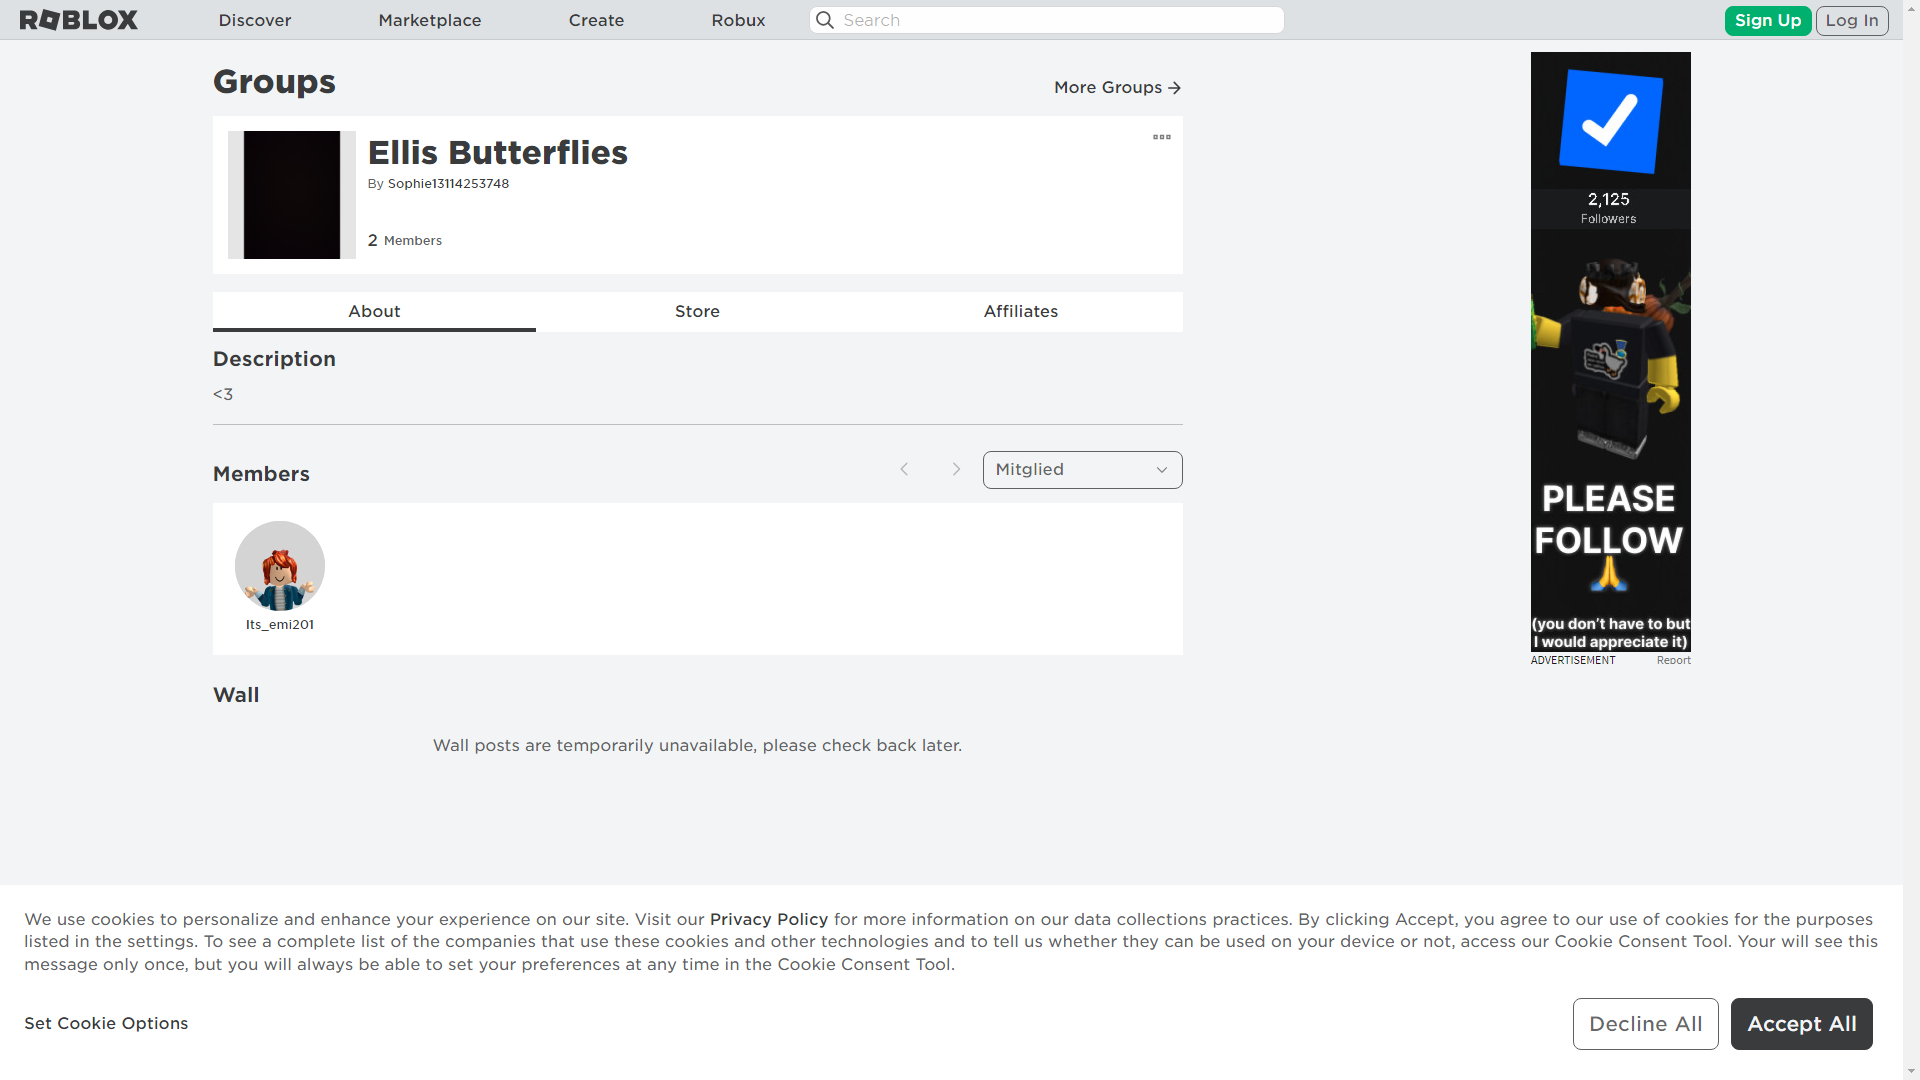 ROBLOX
Discover
Marketplace
Create
Robux
Search
Sign Up
Log In
Groups
More Groups
Ellis Butterflies
By Sophie13114253748
2 Members
About
Store
Affiliates
Description
<3
Members
Mitglied
Its_emi201
Wall
Wall posts are temporarily unavailable, please check back later.
2,125
Followers
PLEASE
FOLLOW
(you don't have to but
I would appreciate it)
ADVERTISEMENT
Report
We use cookies to personalize and enhance your experience on our site. Visit our Privacy Policy for more information on our data collections practices. By clicking Accept, you agree to our use of cookies for the purposes
listed in the settings. To see a complete list of the companies that use these cookies and other technologies and to tell us whether they can be used on your device or not, access our Cookie Consent Tool. Your will see this
message only once, but you will always be able to set your preferences at any time in the Cookie Consent Tool.
Set Cookie Options
Decline All
Accept All